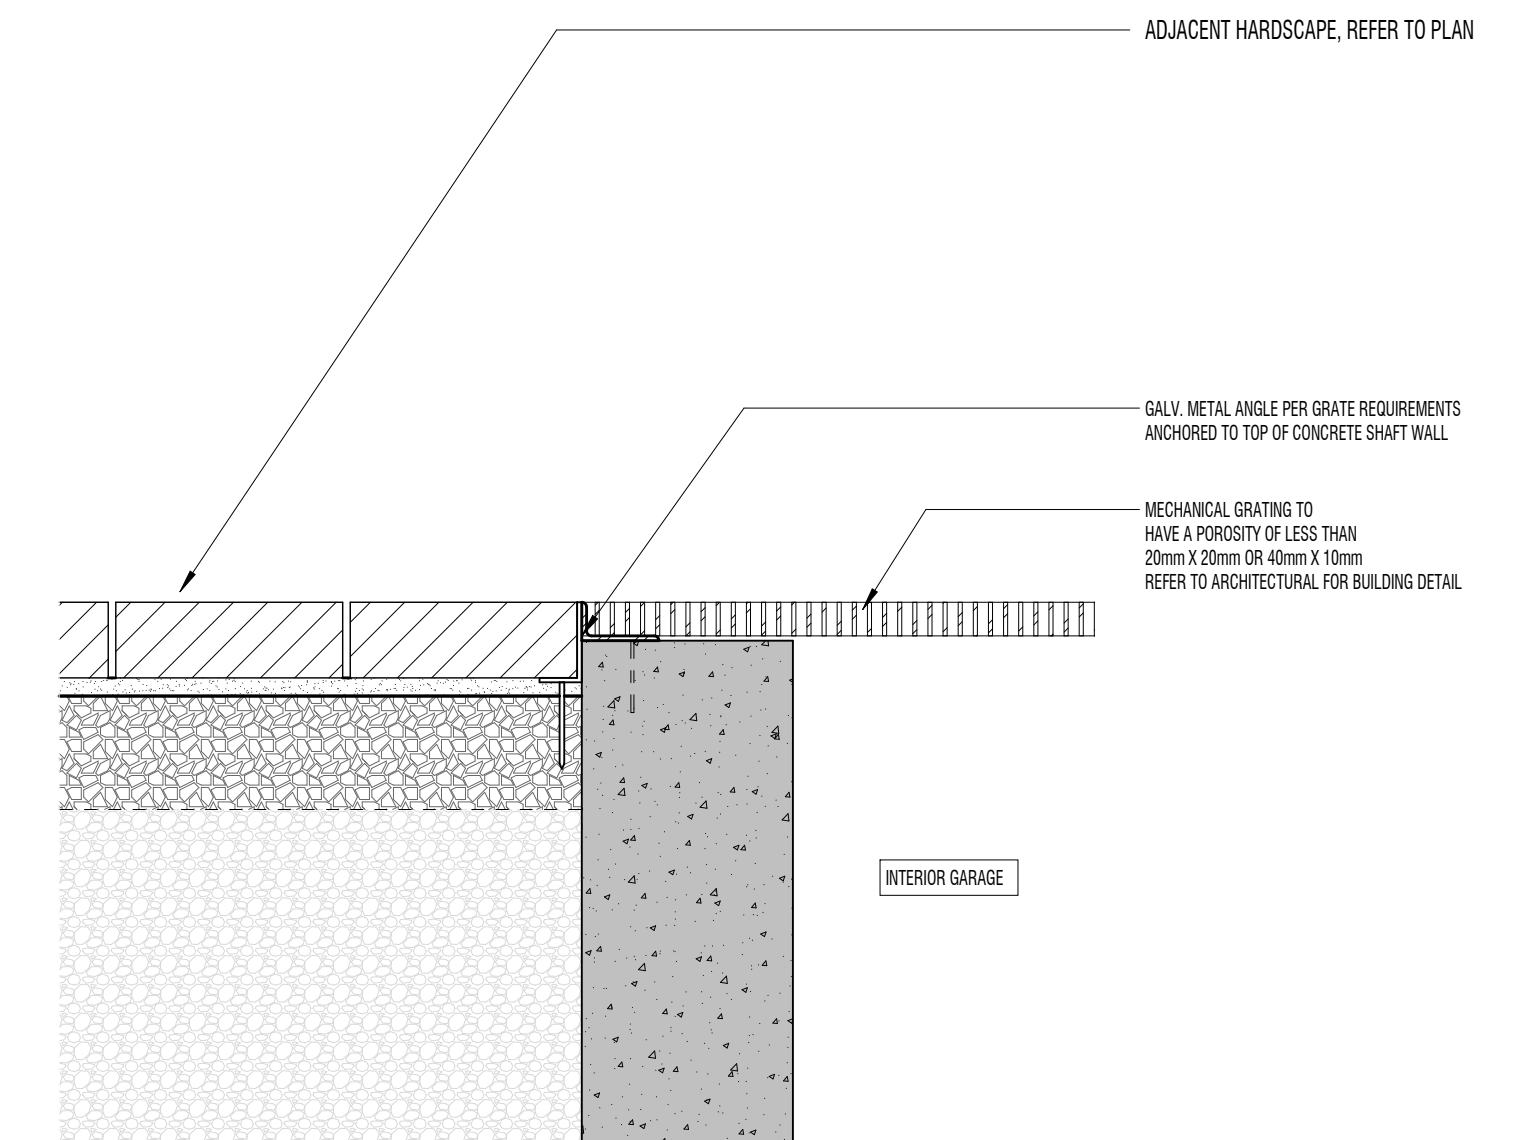 ADJACENT HARDSCAPE, REFER TO PLAN
GALV. METAL ANGLE PER GRATE REQUIREMENTS
ANCHORED TO TOP OF CONCRETE SHAFT WALL
MECHANICAL GRATING TO
HAVE A POROSITY OF LESS THAN
20mm X 20mm OR 40mm X 10mm
REFER TO ARCHITECTURAL FOR BUILDING DETAIL
INTERIOR GARAGE